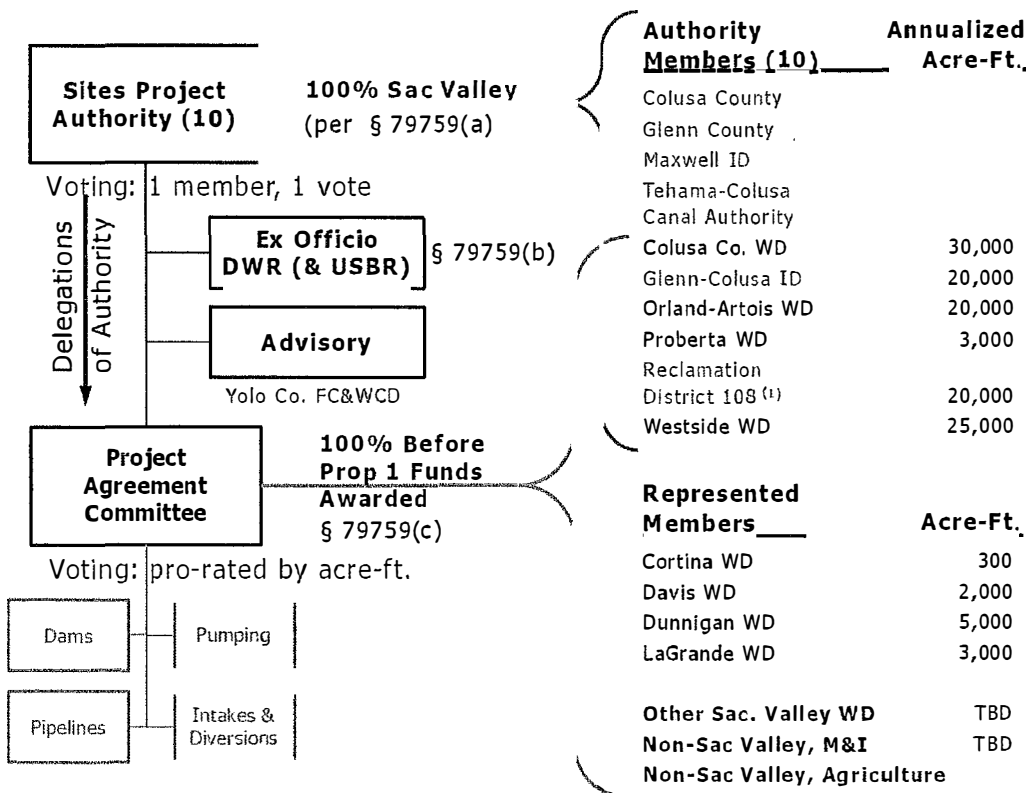 Sites Project
Authority (10)
100% Sac Valley
(per § 79759(a)
Voting: 1 member, 1 vote
Delegations
of Authority
Ex Officio
DWR (& USBR)
§ 79759(b)
Advisory
Yolo Co. FC&WCD
Project
Agreement
Committee
100% Before
Prop 1 Funds
Awarded
§ 79759(c)
Voting: pro-rated by acre-ft.
Dams
Pumping
Pipelines
Intakes &
Diversions
Authority Annualized
Members (10) Acre-Ft.
Colusa County
Glenn County
Maxwell ID
Tehama-Colusa
Canal Authority
Colusa Co. WD 30,000
Glenn-Colusa ID 20,000
Orland-Artois WD 20,000
Proberta WD 3,000
Reclamation
District 108 (1) 20,000
Westside WD 25,000
Represented
Members Acre-Ft.
Cortina WD 300
Davis WD 2,000
Dunnigan WD 5,000
LaGrande WD 3,000
Other Sac. Valley WD TBD
Non-Sac Valley, M&I TBD
Non-Sac Valley, Agriculture